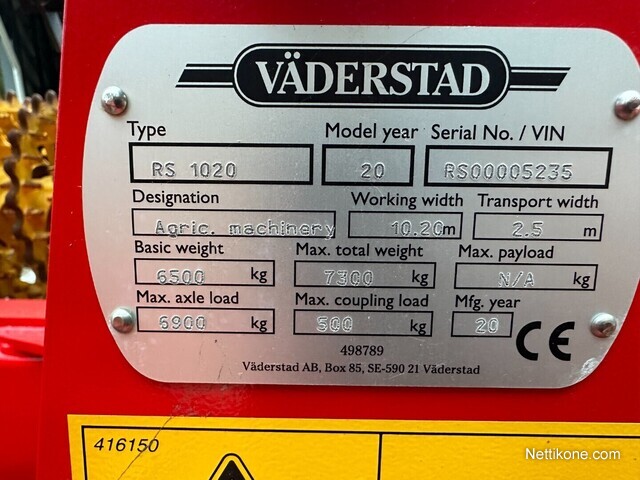 VÄDERSTAD
Type Model year Serial No. / VIN
RS 1020 20 RS00005235
Designation Working width Transport width
Agric. machinery 10.20m 2.5 m
Basic weight Max. total weight Max. payload
6500 kg 7300 kg N/A kg
Max. axle load Max. coupling load Mfg. year
6900 kg 500 kg 20 CE
498789
Väderstad AB, Box 85, SE-590 21 Väderstad
416150
Nettikone.com